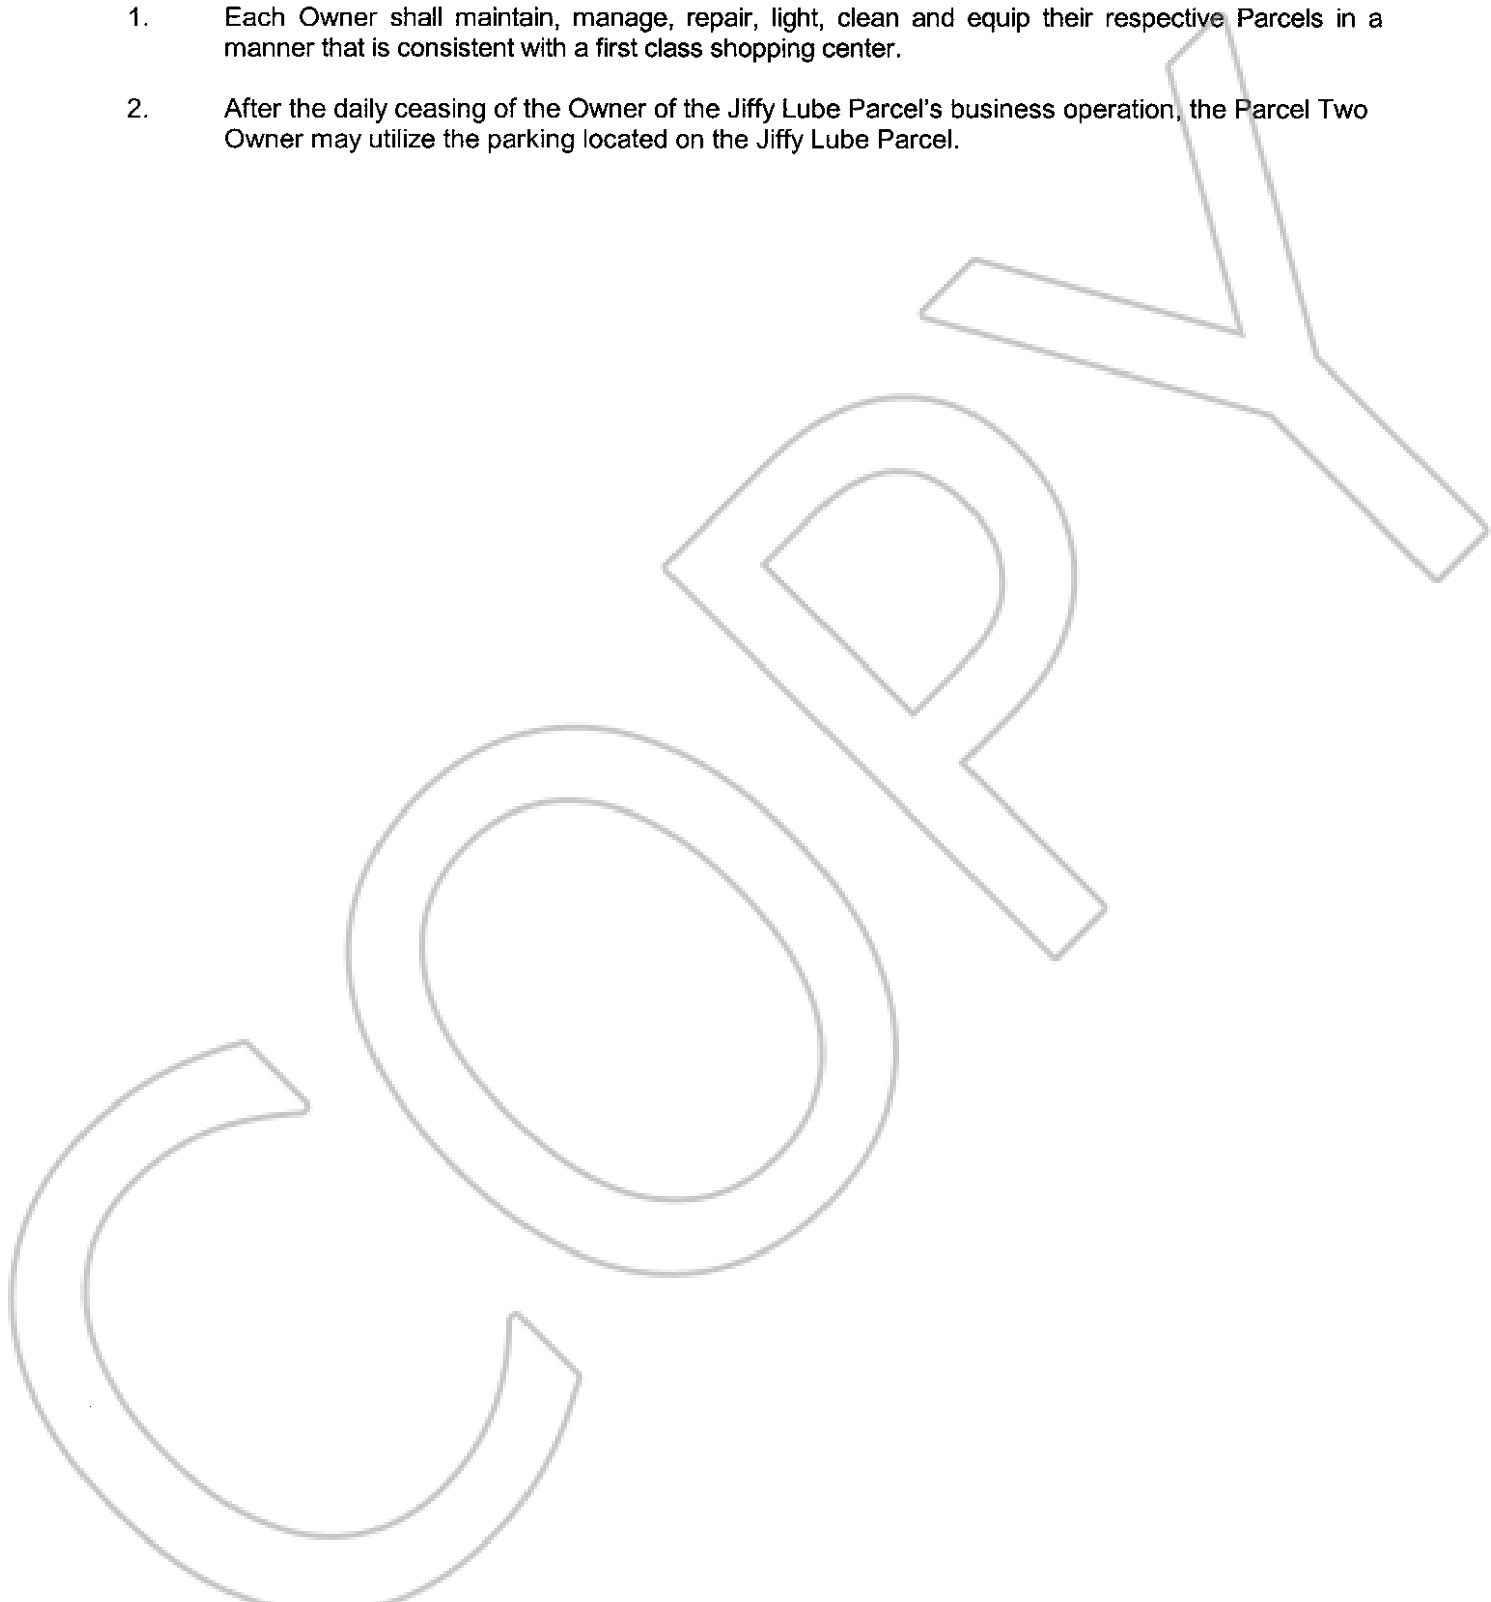 1. Each Owner shall maintain, manage, repair, light, clean and equip their respective Parcels in a
manner that is consistent with a first class shopping center.
2. After the daily ceasing of the Owner of the Jiffy Lube Parcel's business operation, the Parcel Two
Owner may utilize the parking located on the Jiffy Lube Parcel.
COPY